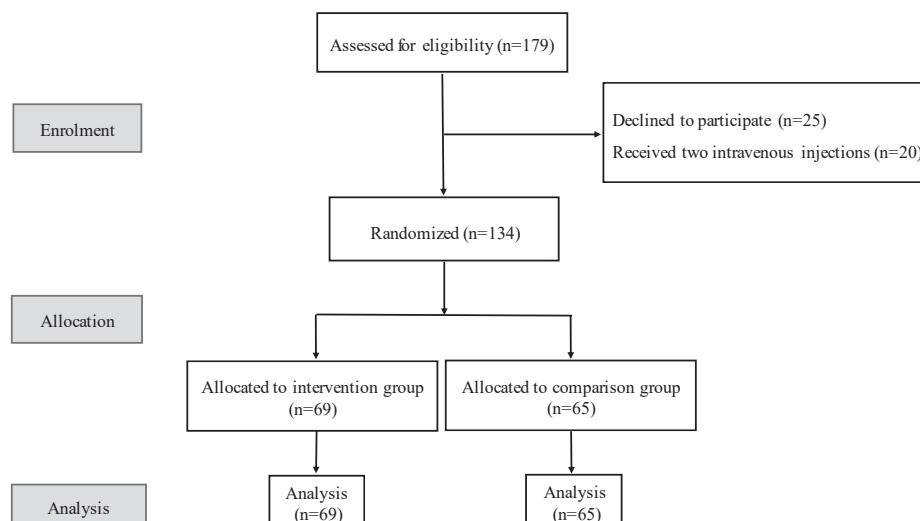 Assessed for eligibility (n=179)
Enrolment
Declined to participate (n=25)
Received two intravenous injections (n=20)
Randomized (n=134)
Allocation
Allocated to intervention group
(n=69)
Allocated to comparison group
(n=65)
Analysis
Analysis
(n=69)
Analysis
(n=65)